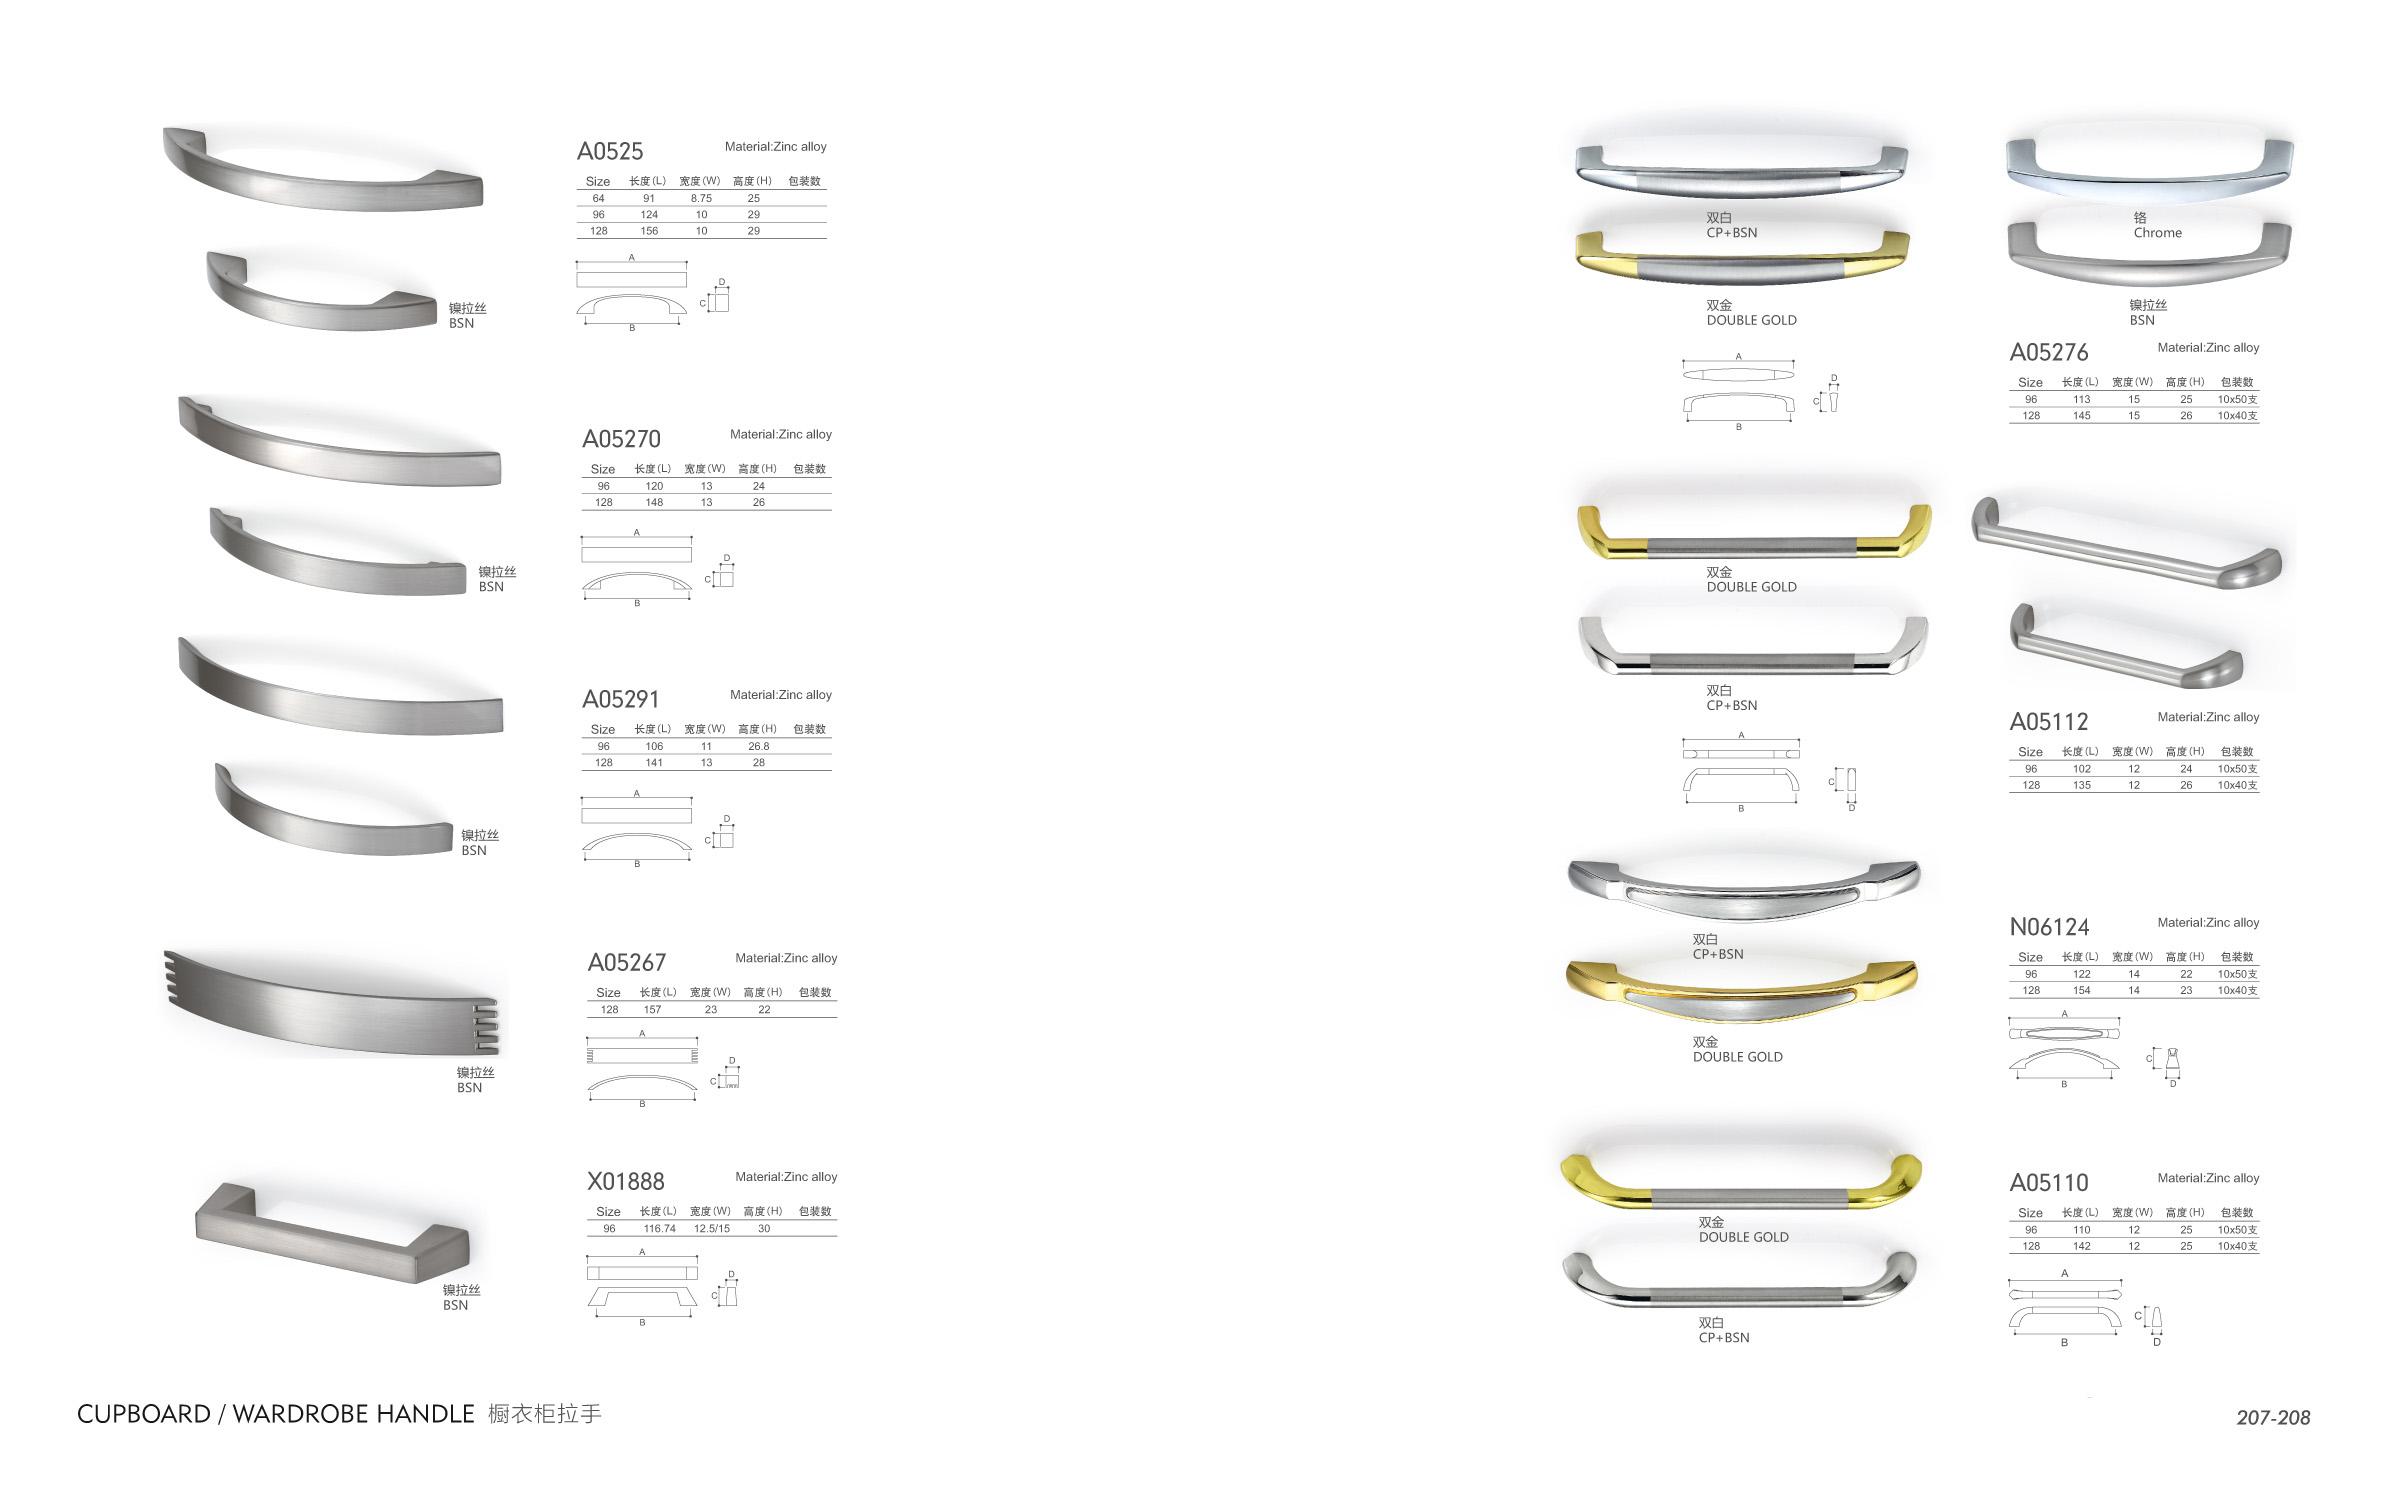 A0525 Material:Zinc alloy
Size 长度(L) 宽度(W) 高度(H) 包装数
64 91 8.75 25
96 124 10 29
128 156 10 29
A
D
C
B
镍拉丝
BSN
A05270 Material:Zinc alloy
Size 长度(L) 宽度(W) 高度(H) 包装数
96 120 13 24
128 148 13 26
A
D
C
B
镍拉丝
BSN
A05291 Material:Zinc alloy
Size 长度(L) 宽度(W) 高度(H) 包装数
96 106 11 26.8
128 141 13 28
A
D
C
B
镍拉丝
BSN
A05267 Material:Zinc alloy
Size 长度(L) 宽度(W) 高度(H) 包装数
128 157 23 22
A
D
C
B
镍拉丝
BSN
X01888 Material:Zinc alloy
Size 长度(L) 宽度(W) 高度(H) 包装数
96 116.74 12.5/15 30
A
D
C
B
镍拉丝
BSN
双白
CP+BSN
铬
Chrome
双金
DOUBLE GOLD
镍拉丝
BSN
A05276 Material:Zinc alloy
Size 长度(L) 宽度(W) 高度(H) 包装数
96 113 15 25 10x50支
128 145 15 26 10x40支
A
D
C
B
双金
DOUBLE GOLD
双白
CP+BSN
A05112 Material:Zinc alloy
Size 长度(L) 宽度(W) 高度(H) 包装数
96 102 12 24 10x50支
128 135 12 26 10x40支
A
C
B
D
双白
CP+BSN
双金
DOUBLE GOLD
N06124 Material:Zinc alloy
Size 长度(L) 宽度(W) 高度(H) 包装数
96 122 14 22 10x50支
128 154 14 23 10x40支
A
C
B
D
双金
DOUBLE GOLD
双白
CP+BSN
A05110 Material:Zinc alloy
Size 长度(L) 宽度(W) 高度(H) 包装数
96 110 12 25 10x50支
128 142 12 25 10x40支
A
C
B
D
CUPBOARD / WARDROBE HANDLE 橱衣柜拉手
207-208